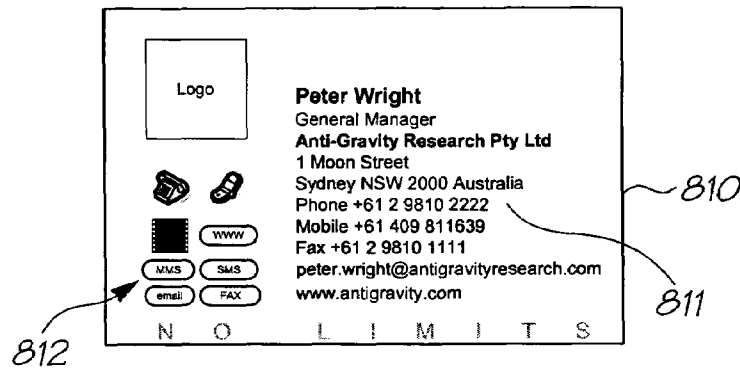 Logo
Peter Wright
General Manager
Anti-Gravity Research Pty Ltd
1 Moon Street
Sydney NSW 2000 Australia
Phone +61 2 9810 2222
Mobile +61 409 811639
Fax +61 2 9810 1111
peter.wright@antigravityresearch.com
www.antigravity.com
WWW
MMS SMS
email FAX
NO LIMITS
810
811
812